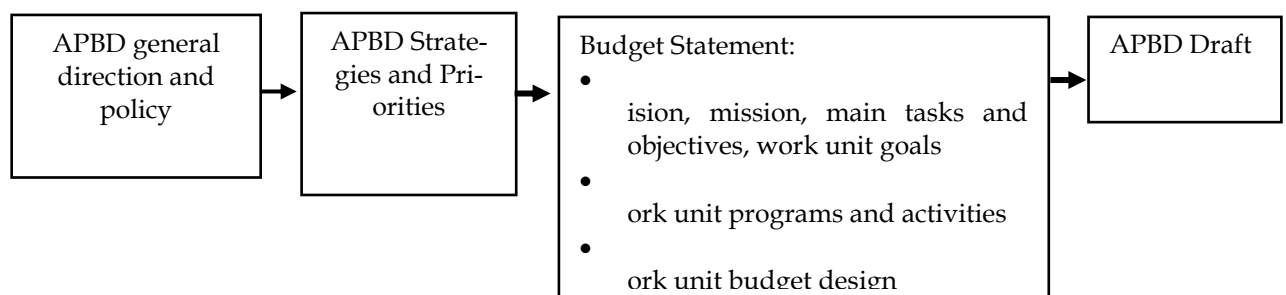 APBD general
direction and
policy
APBD Strate-
gies and Pri-
orities
Budget Statement:
•
ision, mission, main tasks and
objectives, work unit goals
•
ork unit programs and activities
•
ork unit budget design
APBD Draft